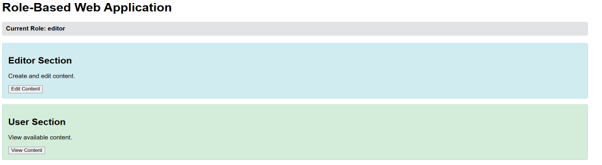 Role-Based Web Application
Current Role: editor
Editor Section
Create and edit content.
Edit Content
User Section
View available content.
View Content